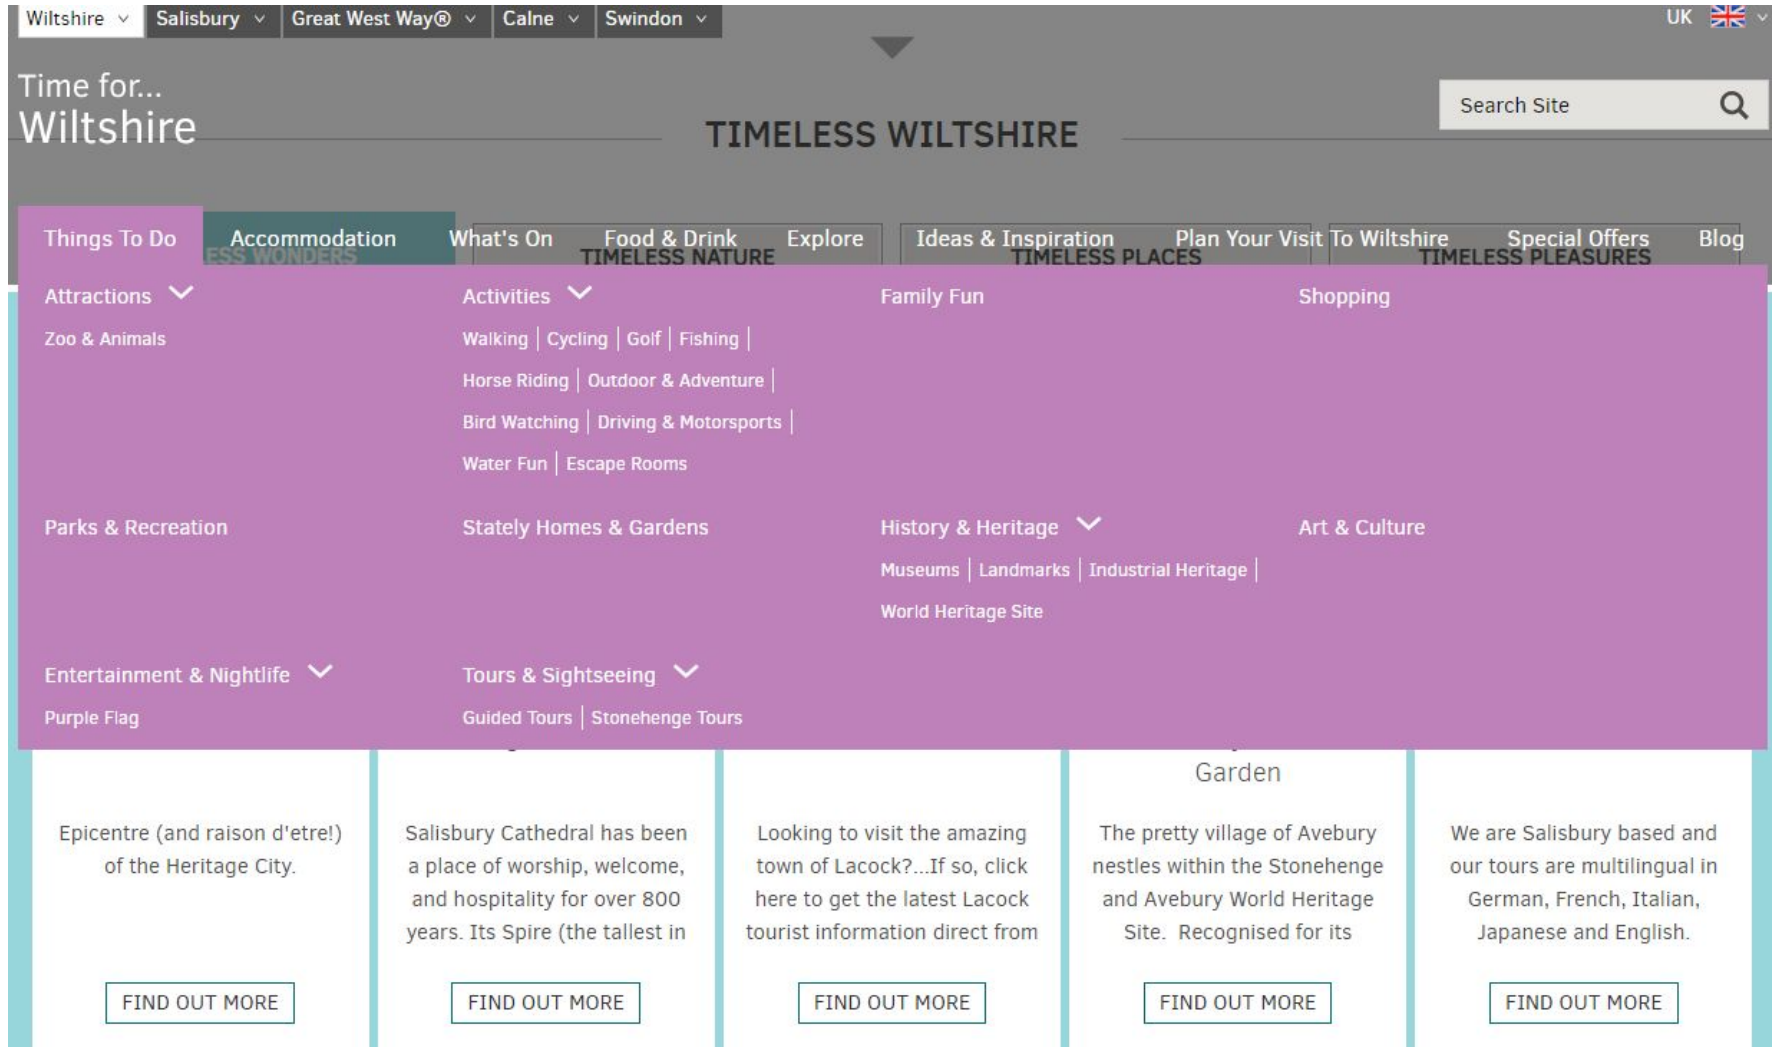 Wiltshire
Salisbury
Great West Way®
Calne
Swindon
UK
Time for...
Wiltshire
Search Site
TIMELESS WILTSHIRE
Things To Do
Accommodation
What's On
Food & Drink
Explore
Ideas & Inspiration
Plan Your Visit To Wiltshire
Special Offers
Blog
LESS WONDERS
TIMELESS NATURE
TIMELESS PLACES
TIMELESS PLEASURES
Attractions
Zoo & Animals
Activities
Walking | Cycling | Golf | Fishing |
Horse Riding | Outdoor & Adventure |
Bird Watching | Driving & Motorsports |
Water Fun | Escape Rooms
Family Fun
Shopping
Parks & Recreation
Stately Homes & Gardens
History & Heritage
Museums | Landmarks | Industrial Heritage |
World Heritage Site
Art & Culture
Entertainment & Nightlife
Purple Flag
Tours & Sightseeing
Guided Tours | Stonehenge Tours
Epicentre (and raison d'etre!)
of the Heritage City.
FIND OUT MORE
Salisbury Cathedral has been
a place of worship, welcome,
and hospitality for over 800
years. Its Spire (the tallest in
FIND OUT MORE
Looking to visit the amazing
town of Lacock?...If so, click
here to get the latest Lacock
tourist information direct from
FIND OUT MORE
Garden
The pretty village of Avebury
nestles within the Stonehenge
and Avebury World Heritage
Site. Recognised for its
FIND OUT MORE
We are Salisbury based and
our tours are multilingual in
German, French, Italian,
Japanese and English.
FIND OUT MORE